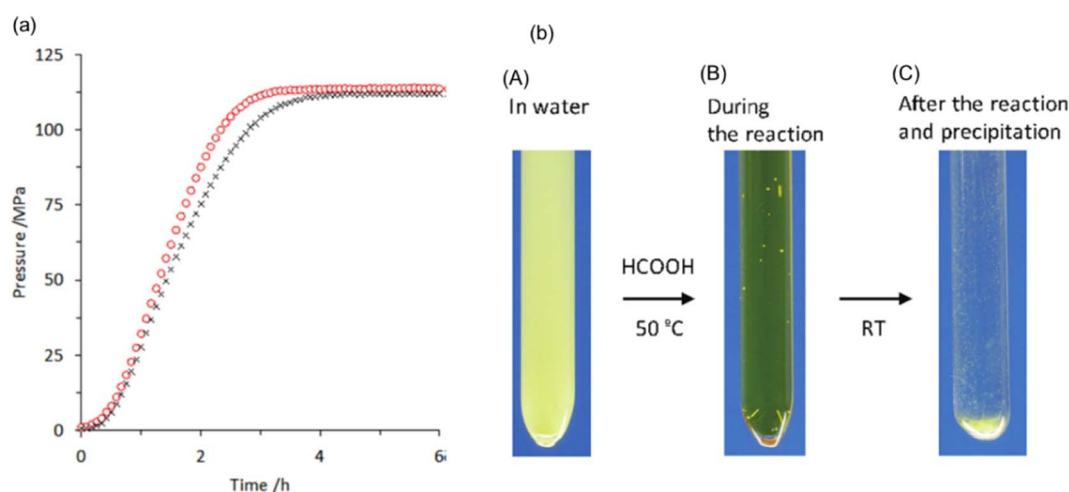 (a)
125
100
75
50
25
0
Pressure /MPa
0 2 4 6
Time /h
(b)
(A)
In water
HCOOH
50 ºC
(B)
During
the reaction
RT
(C)
After the reaction
and precipitation